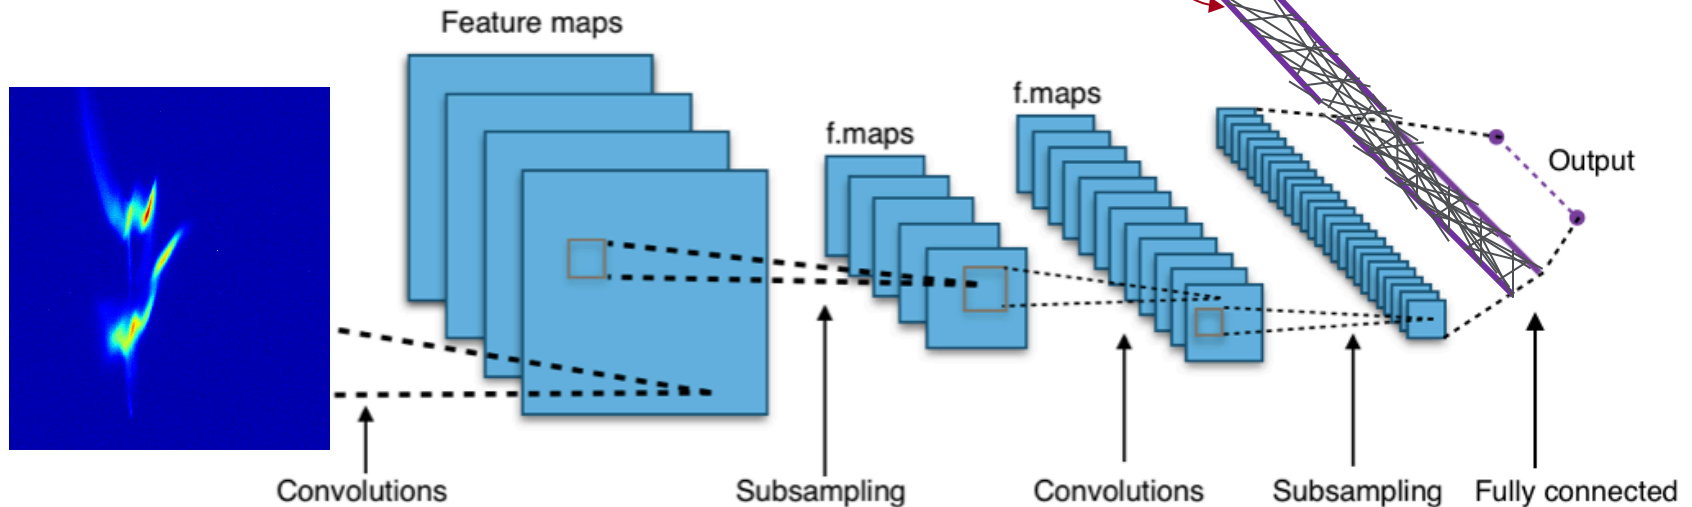 Feature maps
f.maps
f.maps
Output
Convolutions
Subsampling
Convolutions
Subsampling
Fully connected